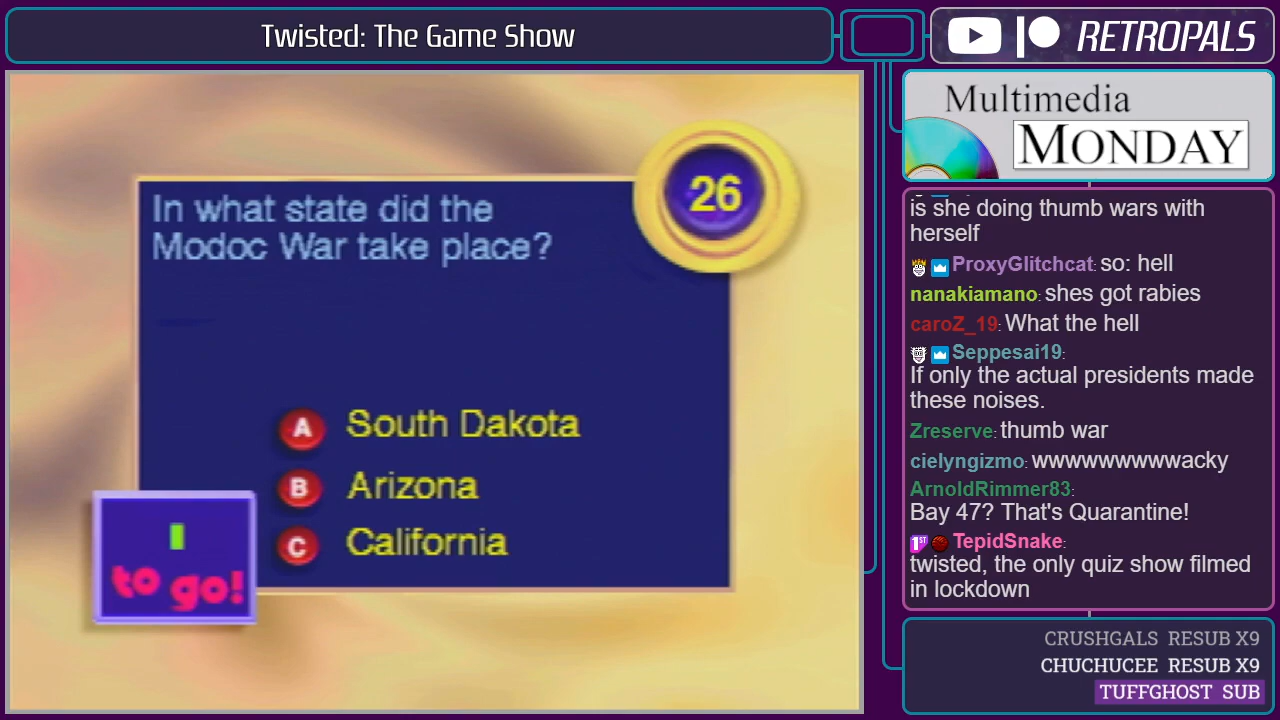 Twisted: The Game Show
RETROPALS
Multimedia
MONDAY
26
In what state did the
Modoc War take place?
A South Dakota
B Arizona
C California
1
to go!
is she doing thumb wars with
herself
ProxyGlitchcat: so: hell
nanakiamano: shes got rabies
caroZ_19: What the hell
Seppesai19:
If only the actual presidents made
these noises.
Zreserve: thumb war
cielyngizmo: wwwwwwwwwacky
ArnoldRimmer83:
Bay 47? That's Quarantine!
1ST TepidSnake:
twisted, the only quiz show filmed
in lockdown
CRUSHGALS RESUB X9
CHUCHUCEE RESUB X9
TUFFGHOST SUB